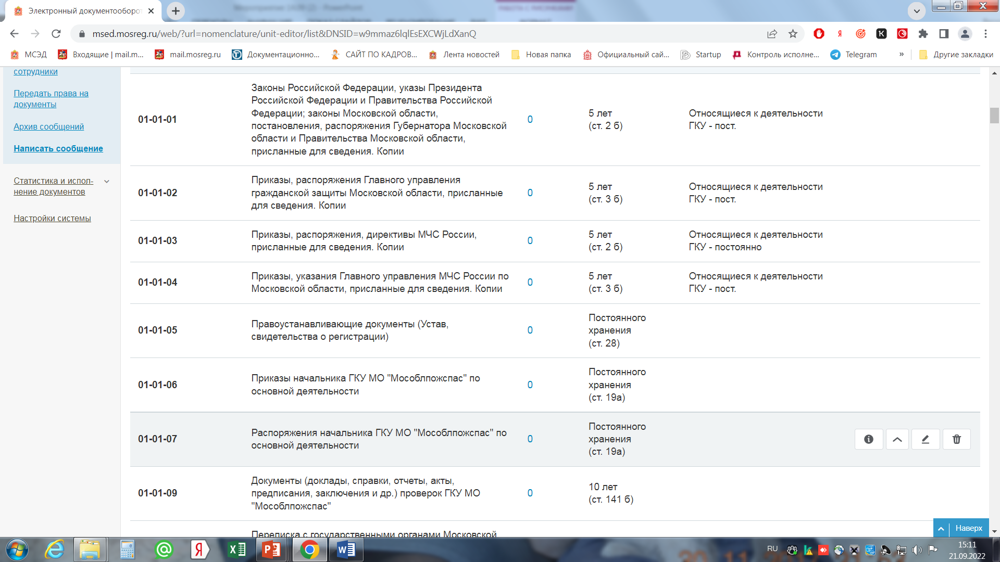 Электронный документооборот
msed.mosreg.ru/web/?url=nomenclature/unit-editor/list&DNSID=w9mmaz6lqlEsEXCWjLdXanQ
МСЭД
Входящие | mail.m...
mail.mosreg.ru
Документационно...
САЙТ ПО КАДРОВ...
Лента новостей
Новая папка
Официальный сай...
Startup
Контроль исполне...
Telegram
»
Другие закладки
сотрудники
Передать права на
документы
Архив сообщений
Написать сообщение
Статистика и испол-
нение документов
Настройки системы
01-01-01
Законы Российской Федерации, указы Президента
Российской Федерации и Правительства Российской
Федерации; законы Московской области,
постановления, распоряжения Губернатора Московской
области и Правительства Московской области,
присланные для сведения. Копии
0
5 лет
(ст. 2 б)
Относящиеся к деятельности
ГКУ - пост.
01-01-02
Приказы, распоряжения Главного управления
гражданской защиты Московской области, присланные
для сведения. Копии
0
5 лет
(ст. 3 б)
Относящиеся к деятельности
ГКУ - пост.
01-01-03
Приказы, распоряжения, директивы МЧС России,
присланные для сведения. Копии
0
5 лет
(ст. 2 б)
Относящиеся к деятельности
ГКУ - постоянно
01-01-04
Приказы, указания Главного управления МЧС России по
Московской области, присланные для сведения. Копии
0
5 лет
(ст. 3 б)
Относящиеся к деятельности
ГКУ - пост.
01-01-05
Правоустанавливающие документы (Устав,
свидетельства о регистрации)
0
Постоянного
хранения
(ст. 28)
01-01-06
Приказы начальника ГКУ МО "Мособлпожспас" по
основной деятельности
0
Постоянного
хранения
(ст. 19а)
01-01-07
Распоряжения начальника ГКУ МО "Мособлпожспас" по
основной деятельности
0
Постоянного
хранения
(ст. 19а)
01-01-09
Документы (доклады, справки, отчеты, акты,
предписания, заключения и др.) проверок ГКУ МО
"Мособлпожспас"
0
10 лет
(ст. 141 б)
Переписка с государственными органами Московской
Наверх
RU
15:11
21.09.2022